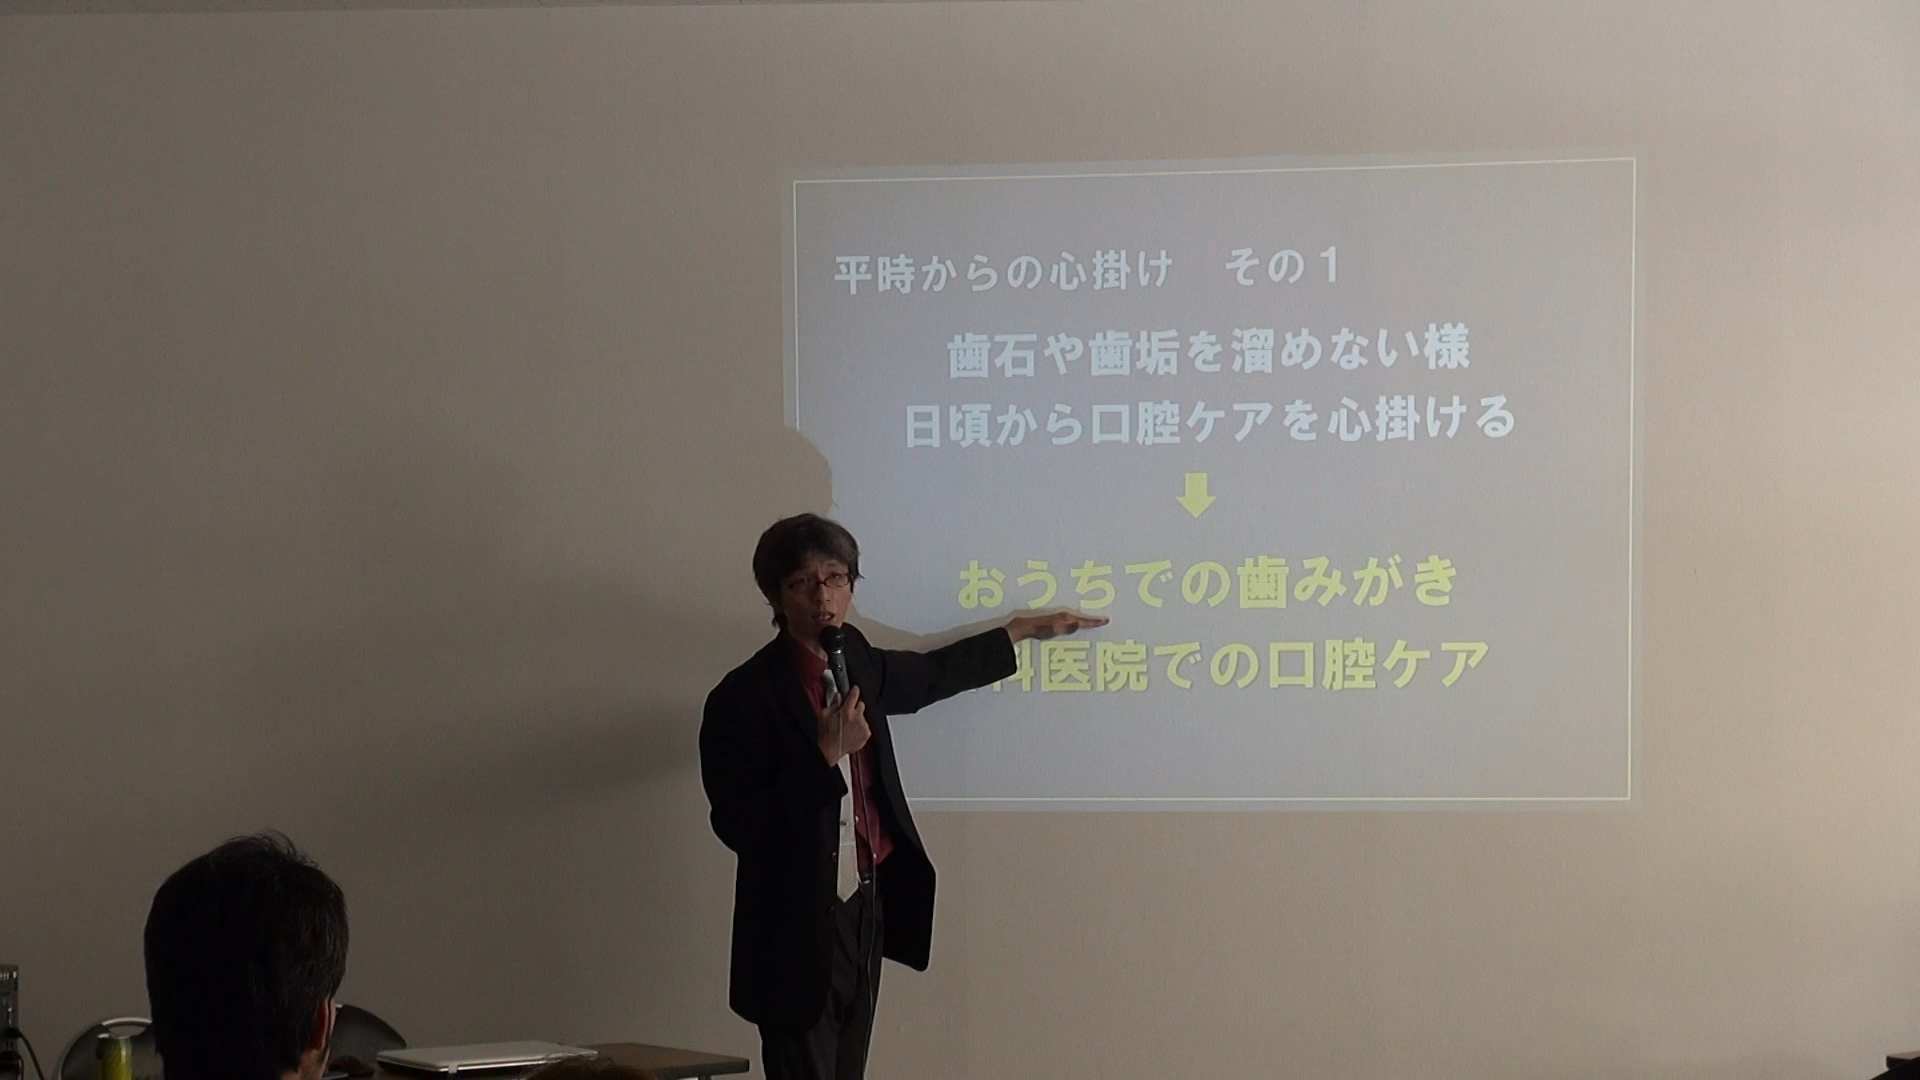 平時からの心掛け　その１
歯石や歯垢を溜めない様
日頃から口腔ケアを心掛ける
おうちでの歯みがき
科医院での口腔ケア